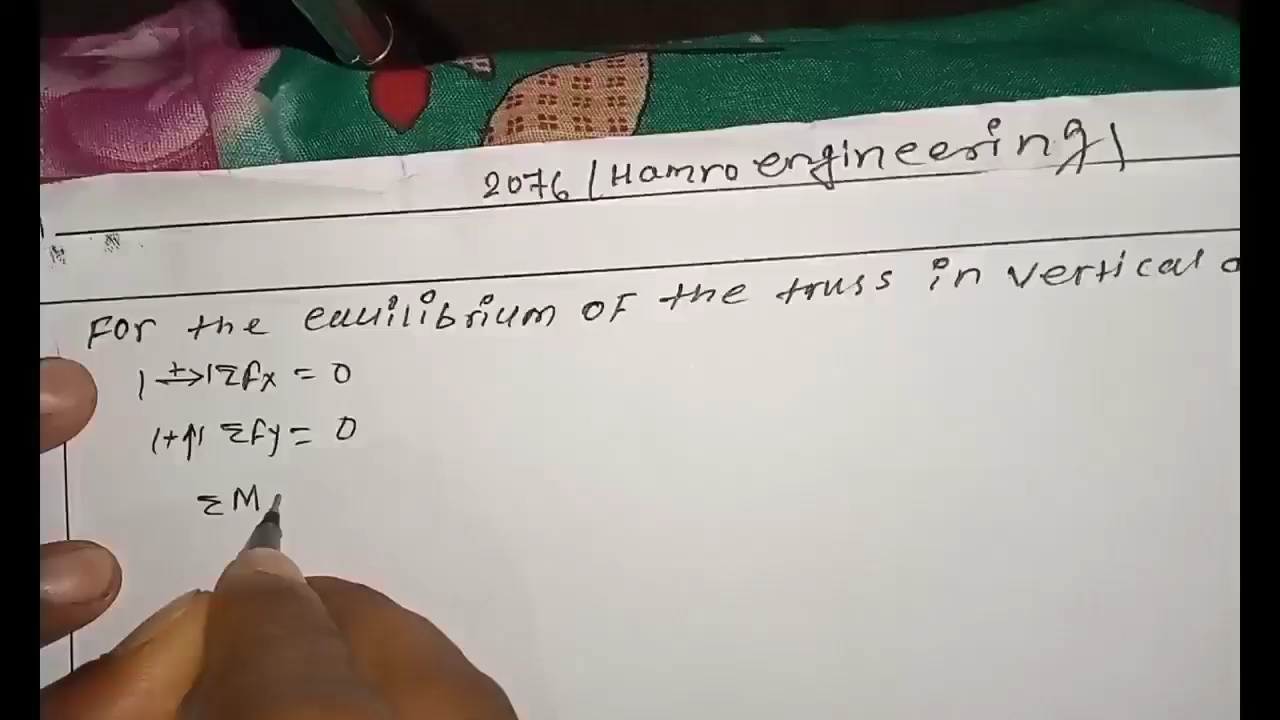 2076 (Hamro engineering)
For the equilibrium of the truss in vertical
(+→) Σfx = 0
(+↑) Σfy = 0
ΣM